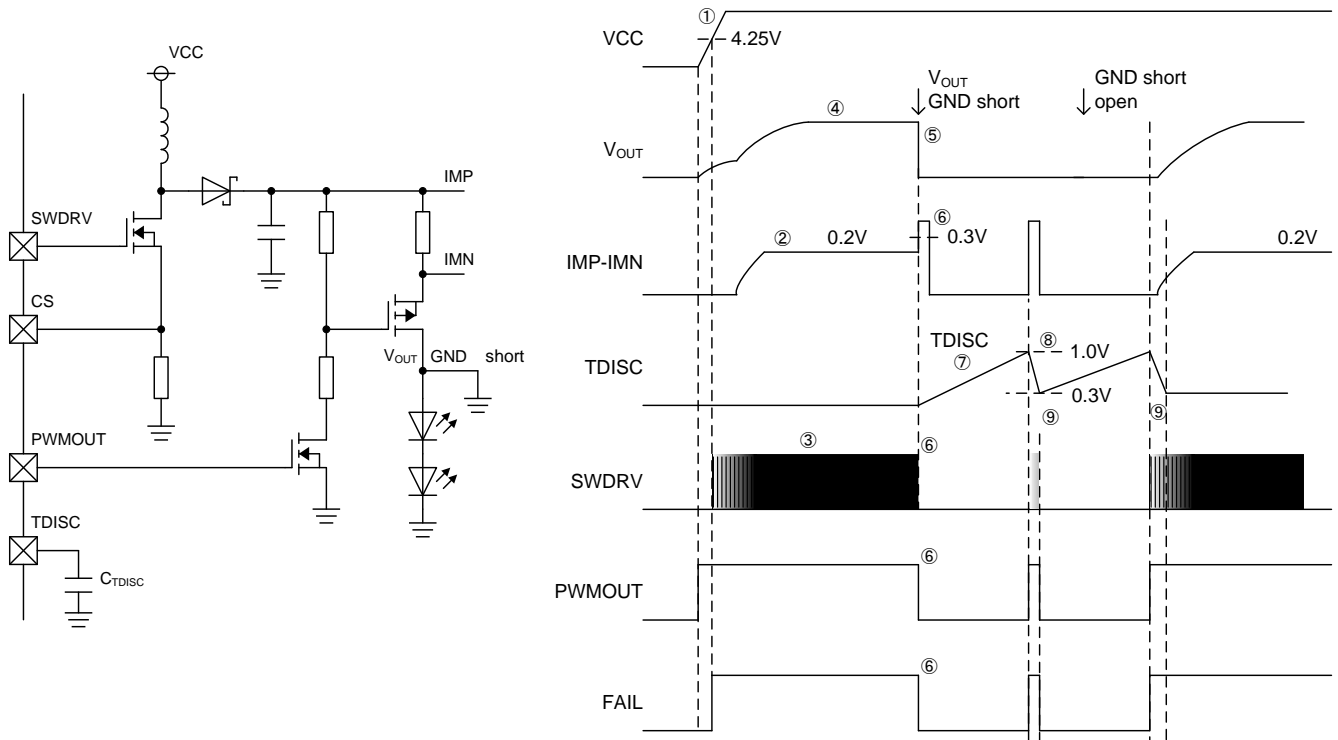 VCC
IMP
SWDRV
IMN
CS
VOUT GND short
PWMOUT
TDISC
CTDISC
①
VCC
4.25V
VOUT
GND short
GND short
open
④
⑤
VOUT
⑥
②
0.2V
0.3V
0.2V
IMP-IMN
TDISC
⑧
1.0V
⑦
TDISC
0.3V
⑨
⑨
③
⑥
SWDRV
⑥
PWMOUT
⑥
FAIL